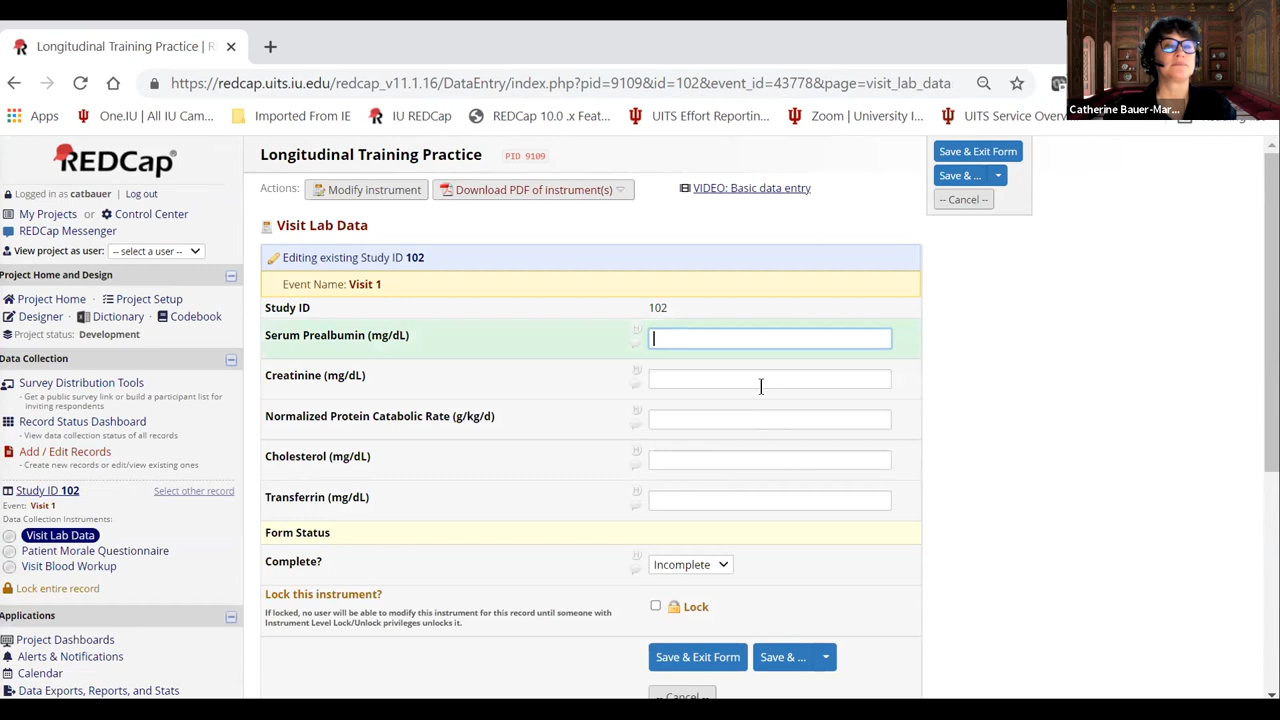 Longitudinal Training Practice | R
https://redcap.uits.iu.edu/redcap_v11.1.16/DataEntry/index.php?pid=9109&id=102&event_id=43778&page=visit_lab_data
Catherine Bauer-Mar...
Apps One.IU | All IU Cam... Imported From IE IU REDCap REDCap 10.0 .x Feat... UITS Effort Reportin... Zoom | University I... UITS Service Overv
REDCap
Logged in as catbauer | Log out
My Projects or Control Center
REDCap Messenger
View project as user: -- select a user --
Project Home and Design
Project Home · Project Setup
Designer · Dictionary · Codebook
Project status: Development
Data Collection
Survey Distribution Tools
- Get a public survey link or build a participant list for
inviting respondents
Record Status Dashboard
- View data collection status of all records
Add / Edit Records
- Create new records or edit/view existing ones
Study ID 102 Select other record
Event: Visit 1
Data Collection Instruments:
Visit Lab Data
Patient Morale Questionnaire
Visit Blood Workup
Lock entire record
Applications
Project Dashboards
Alerts & Notifications
Calendar
Data Exports, Reports, and Stats
Longitudinal Training Practice PID 9109
Actions: Modify instrument Download PDF of instrument(s) VIDEO: Basic data entry
Visit Lab Data
Editing existing Study ID 102
Event Name: Visit 1
Study ID 102
Serum Prealbumin (mg/dL)
Creatinine (mg/dL)
Normalized Protein Catabolic Rate (g/kg/d)
Cholesterol (mg/dL)
Transferrin (mg/dL)
Form Status
Complete? Incomplete
Lock this instrument?
If locked, no user will be able to modify this instrument for this record until someone with
Instrument Level Lock/Unlock privileges unlocks it.
Lock
Save & Exit Form Save & ...
-- Cancel --
Save & Exit Form
Save & ...
-- Cancel --